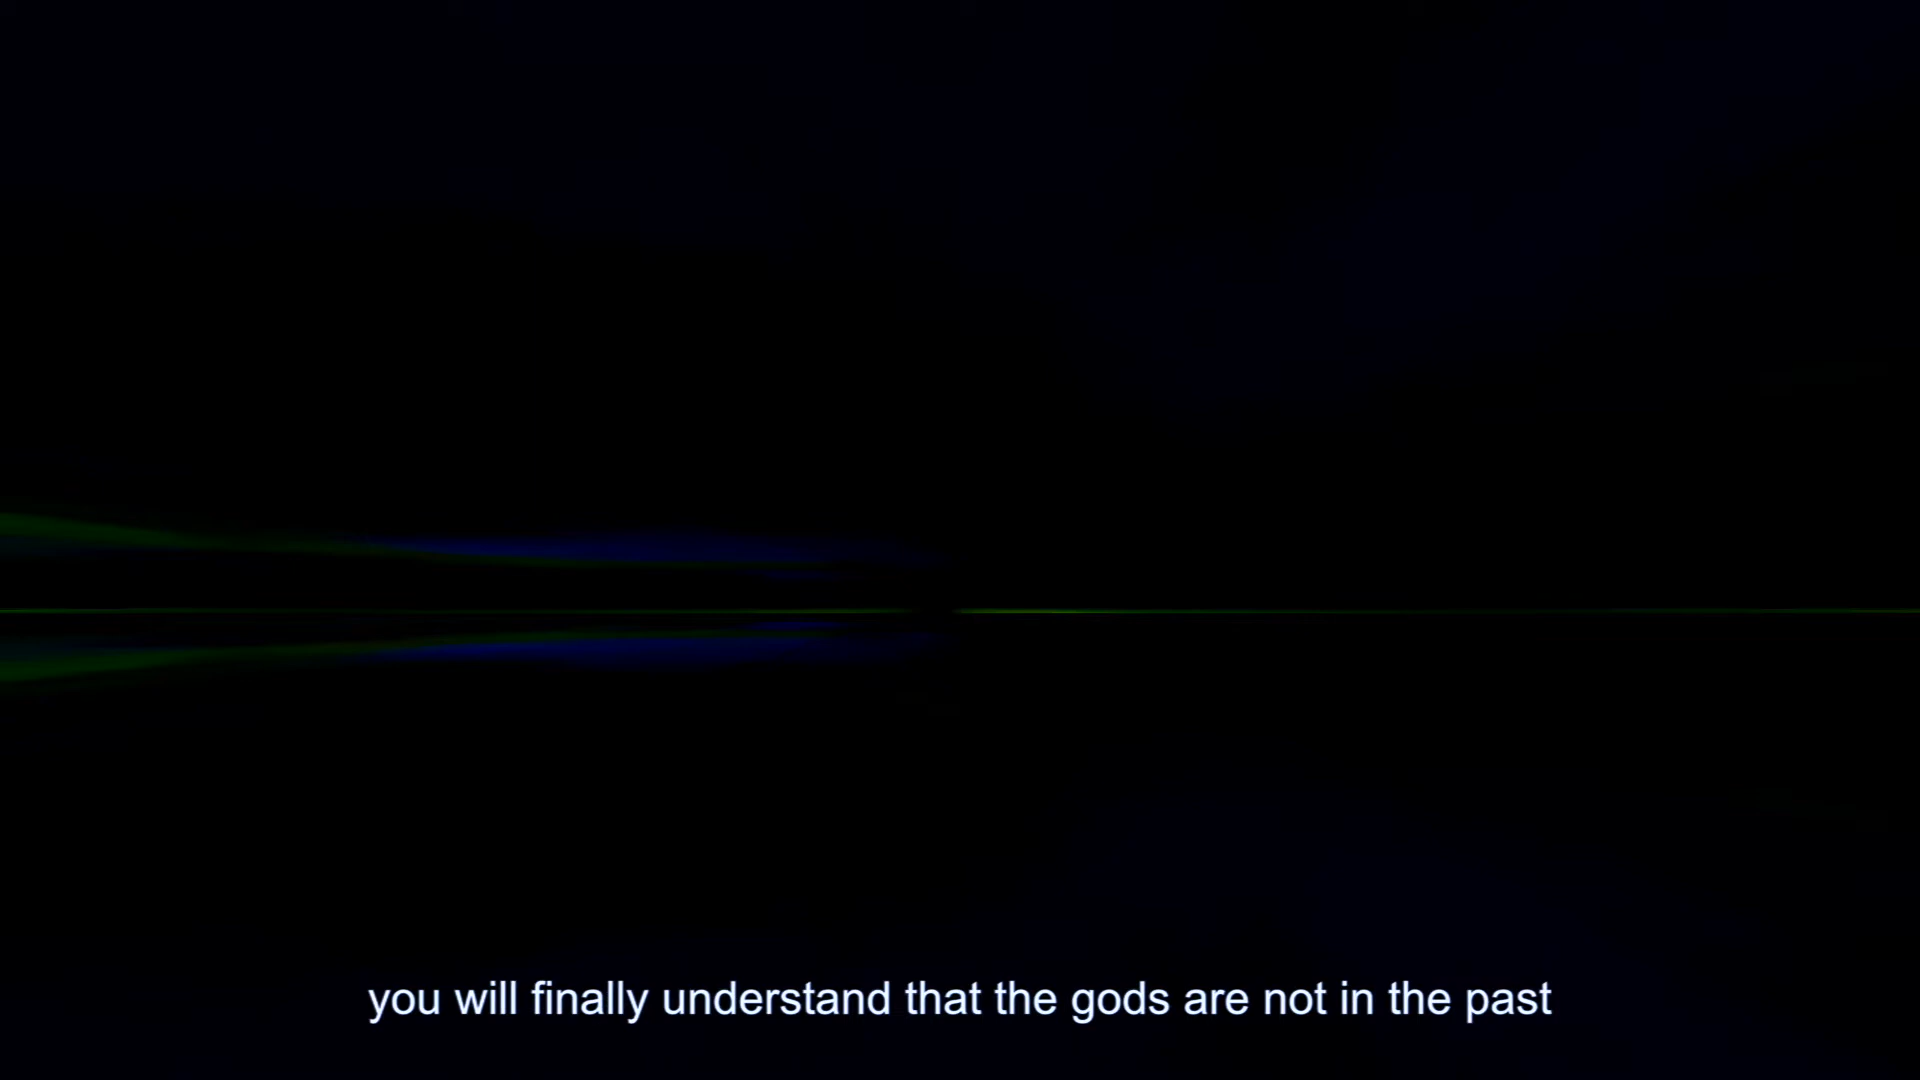 you will finally understand that the gods are not in the past